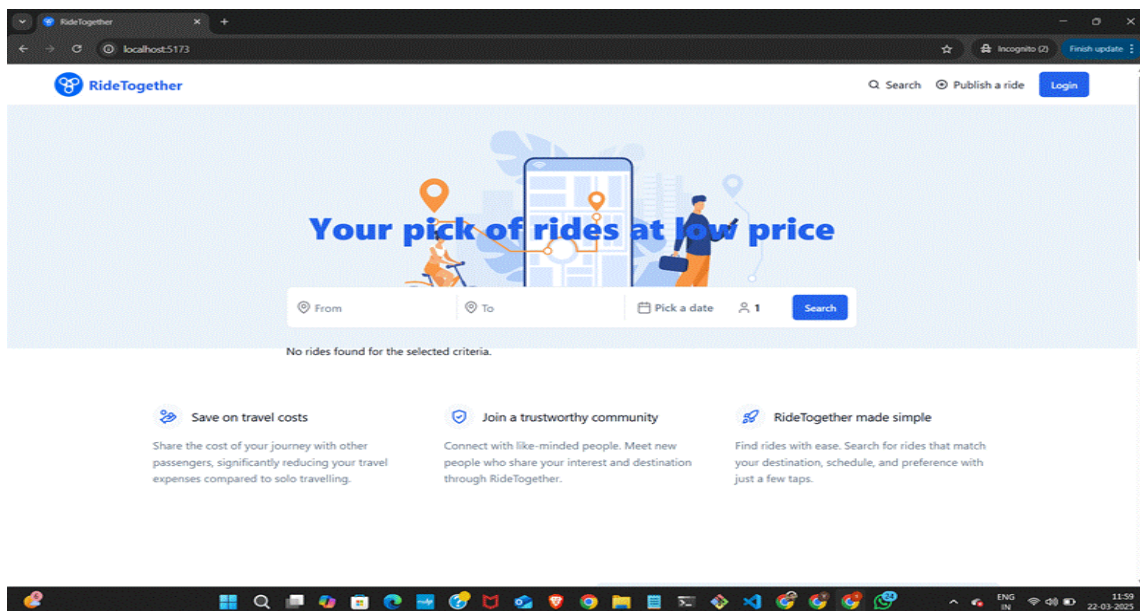 RideTogether
localhost:5173
Incognito (2)
Finish update
RideTogether
Search
Publish a ride
Login
Your pick of rides at low price
From
To
Pick a date
1
Search
No rides found for the selected criteria.
Save on travel costs
Share the cost of your journey with other
passengers, significantly reducing your travel
expenses compared to solo travelling.
Join a trustworthy community
Connect with like-minded people. Meet new
people who share your interest and destination
through RideTogether.
RideTogether made simple
Find rides with ease. Search for rides that match
your destination, schedule, and preference with
just a few taps.
ENG
IN
11:59